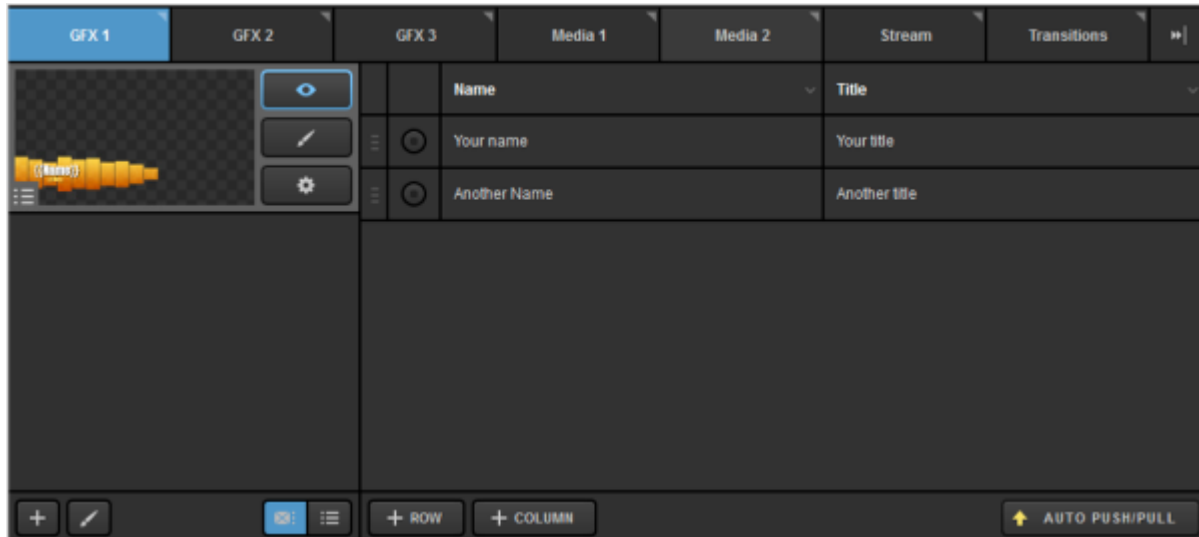 GFX 1 GFX 2 GFX 3 Media 1 Media 2 Stream Transitions
Name Title
{{Name}}
Your name Your title
Another Name Another title
+ ROW + COLUMN AUTO PUSH/PULL